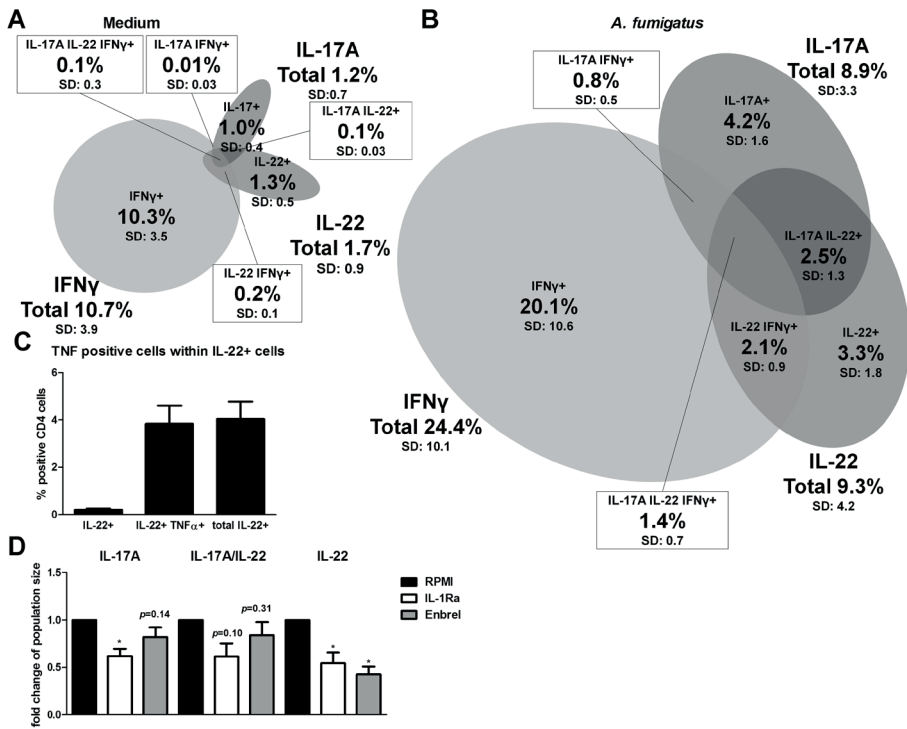 A
Medium
IL-17A IL-22 IFNγ+
0.1%
SD: 0.3
IL-17A IFNγ+
0.01%
SD: 0.03
IL-17A
Total 1.2%
SD:0.7
IL-17+
1.0%
SD: 0.4
IL-17A IL-22+
0.1%
SD: 0.03
IL-22+
1.3%
SD: 0.5
IFNγ+
10.3%
SD: 3.5
IL-22
Total 1.7%
SD: 0.9
IL-22 IFNγ+
0.2%
SD: 0.1
IFNγ
Total 10.7%
SD: 3.9
B
A. fumigatus
IL-17A IFNγ+
0.8%
SD: 0.5
IL-17A
Total 8.9%
SD:3.3
IL-17A+
4.2%
SD: 1.6
IL-17A IL-22+
2.5%
SD: 1.3
IFNγ+
20.1%
SD: 10.6
IL-22 IFNγ+
2.1%
SD: 0.9
IL-22+
3.3%
SD: 1.8
IFNγ
Total 24.4%
SD: 10.1
IL-22
Total 9.3%
SD: 4.2
IL-17A IL-22 IFNγ+
1.4%
SD: 0.7
C
TNF positive cells within IL-22+ cells
% positive CD4 cells
6
4
2
0
IL-22+
IL-22+ TNFα+
total IL-22+
D
IL-17A
IL-17A/IL-22
IL-22
fold change of population size
1.5
1.0
0.5
0.0
*
p=0.14
p=0.10
p=0.31
*
*
RPMI
IL-1Ra
Enbrel